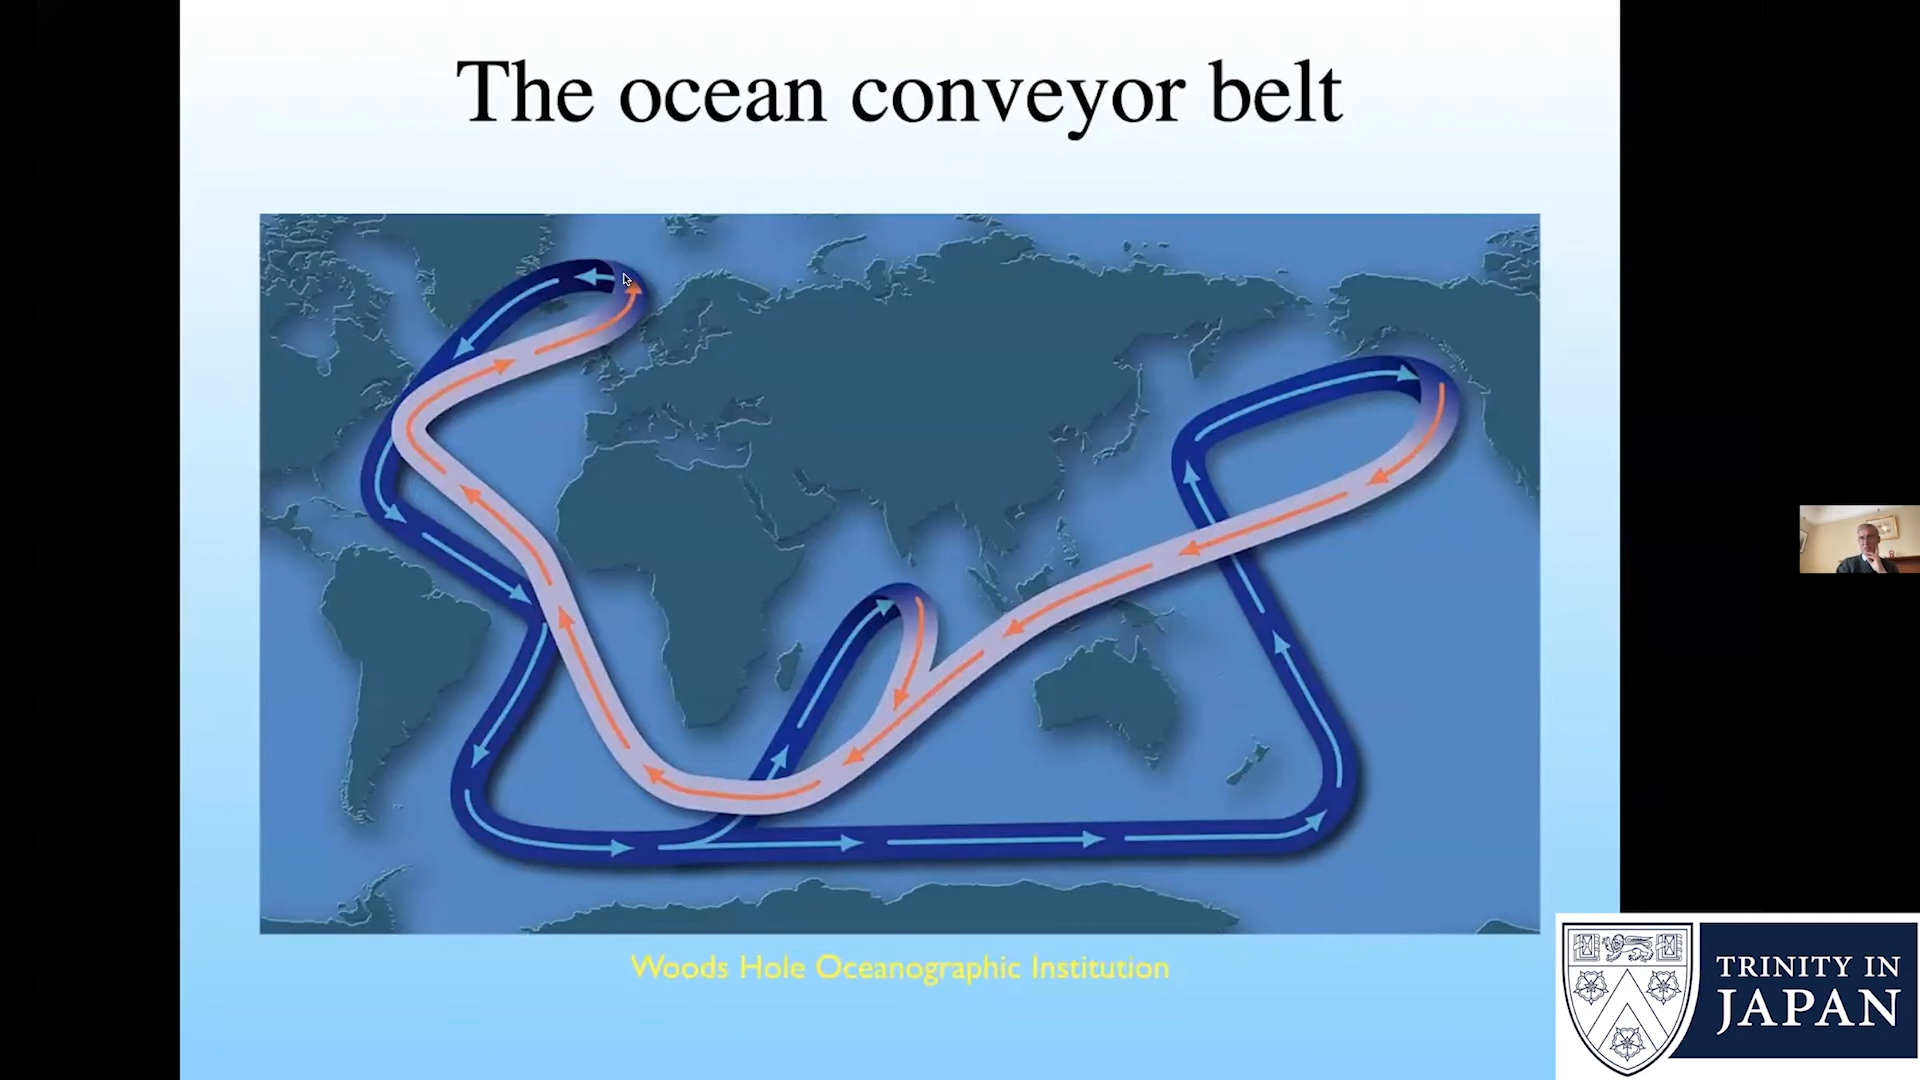 The ocean conveyor belt
Woods Hole Oceanographic Institution
TRINITY IN
JAPAN